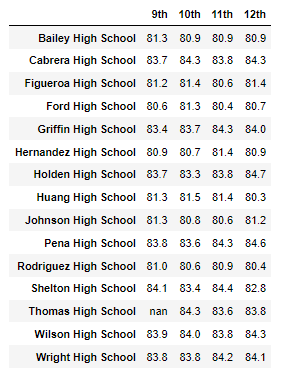 9th 10th 11th 12th
Bailey High School 81.3 80.9 80.9 80.9
Cabrera High School 83.7 84.3 83.8 84.3
Figueroa High School 81.2 81.4 80.6 81.4
Ford High School 80.6 81.3 80.4 80.7
Griffin High School 83.4 83.7 84.3 84.0
Hernandez High School 80.9 80.7 81.4 80.9
Holden High School 83.7 83.3 83.8 84.7
Huang High School 81.3 81.5 81.4 80.3
Johnson High School 81.3 80.8 80.6 81.2
Pena High School 83.8 83.6 84.3 84.6
Rodriguez High School 81.0 80.6 80.9 80.4
Shelton High School 84.1 83.4 84.4 82.8
Thomas High School nan 84.3 83.6 83.8
Wilson High School 83.9 84.0 83.8 84.3
Wright High School 83.8 83.8 84.2 84.1